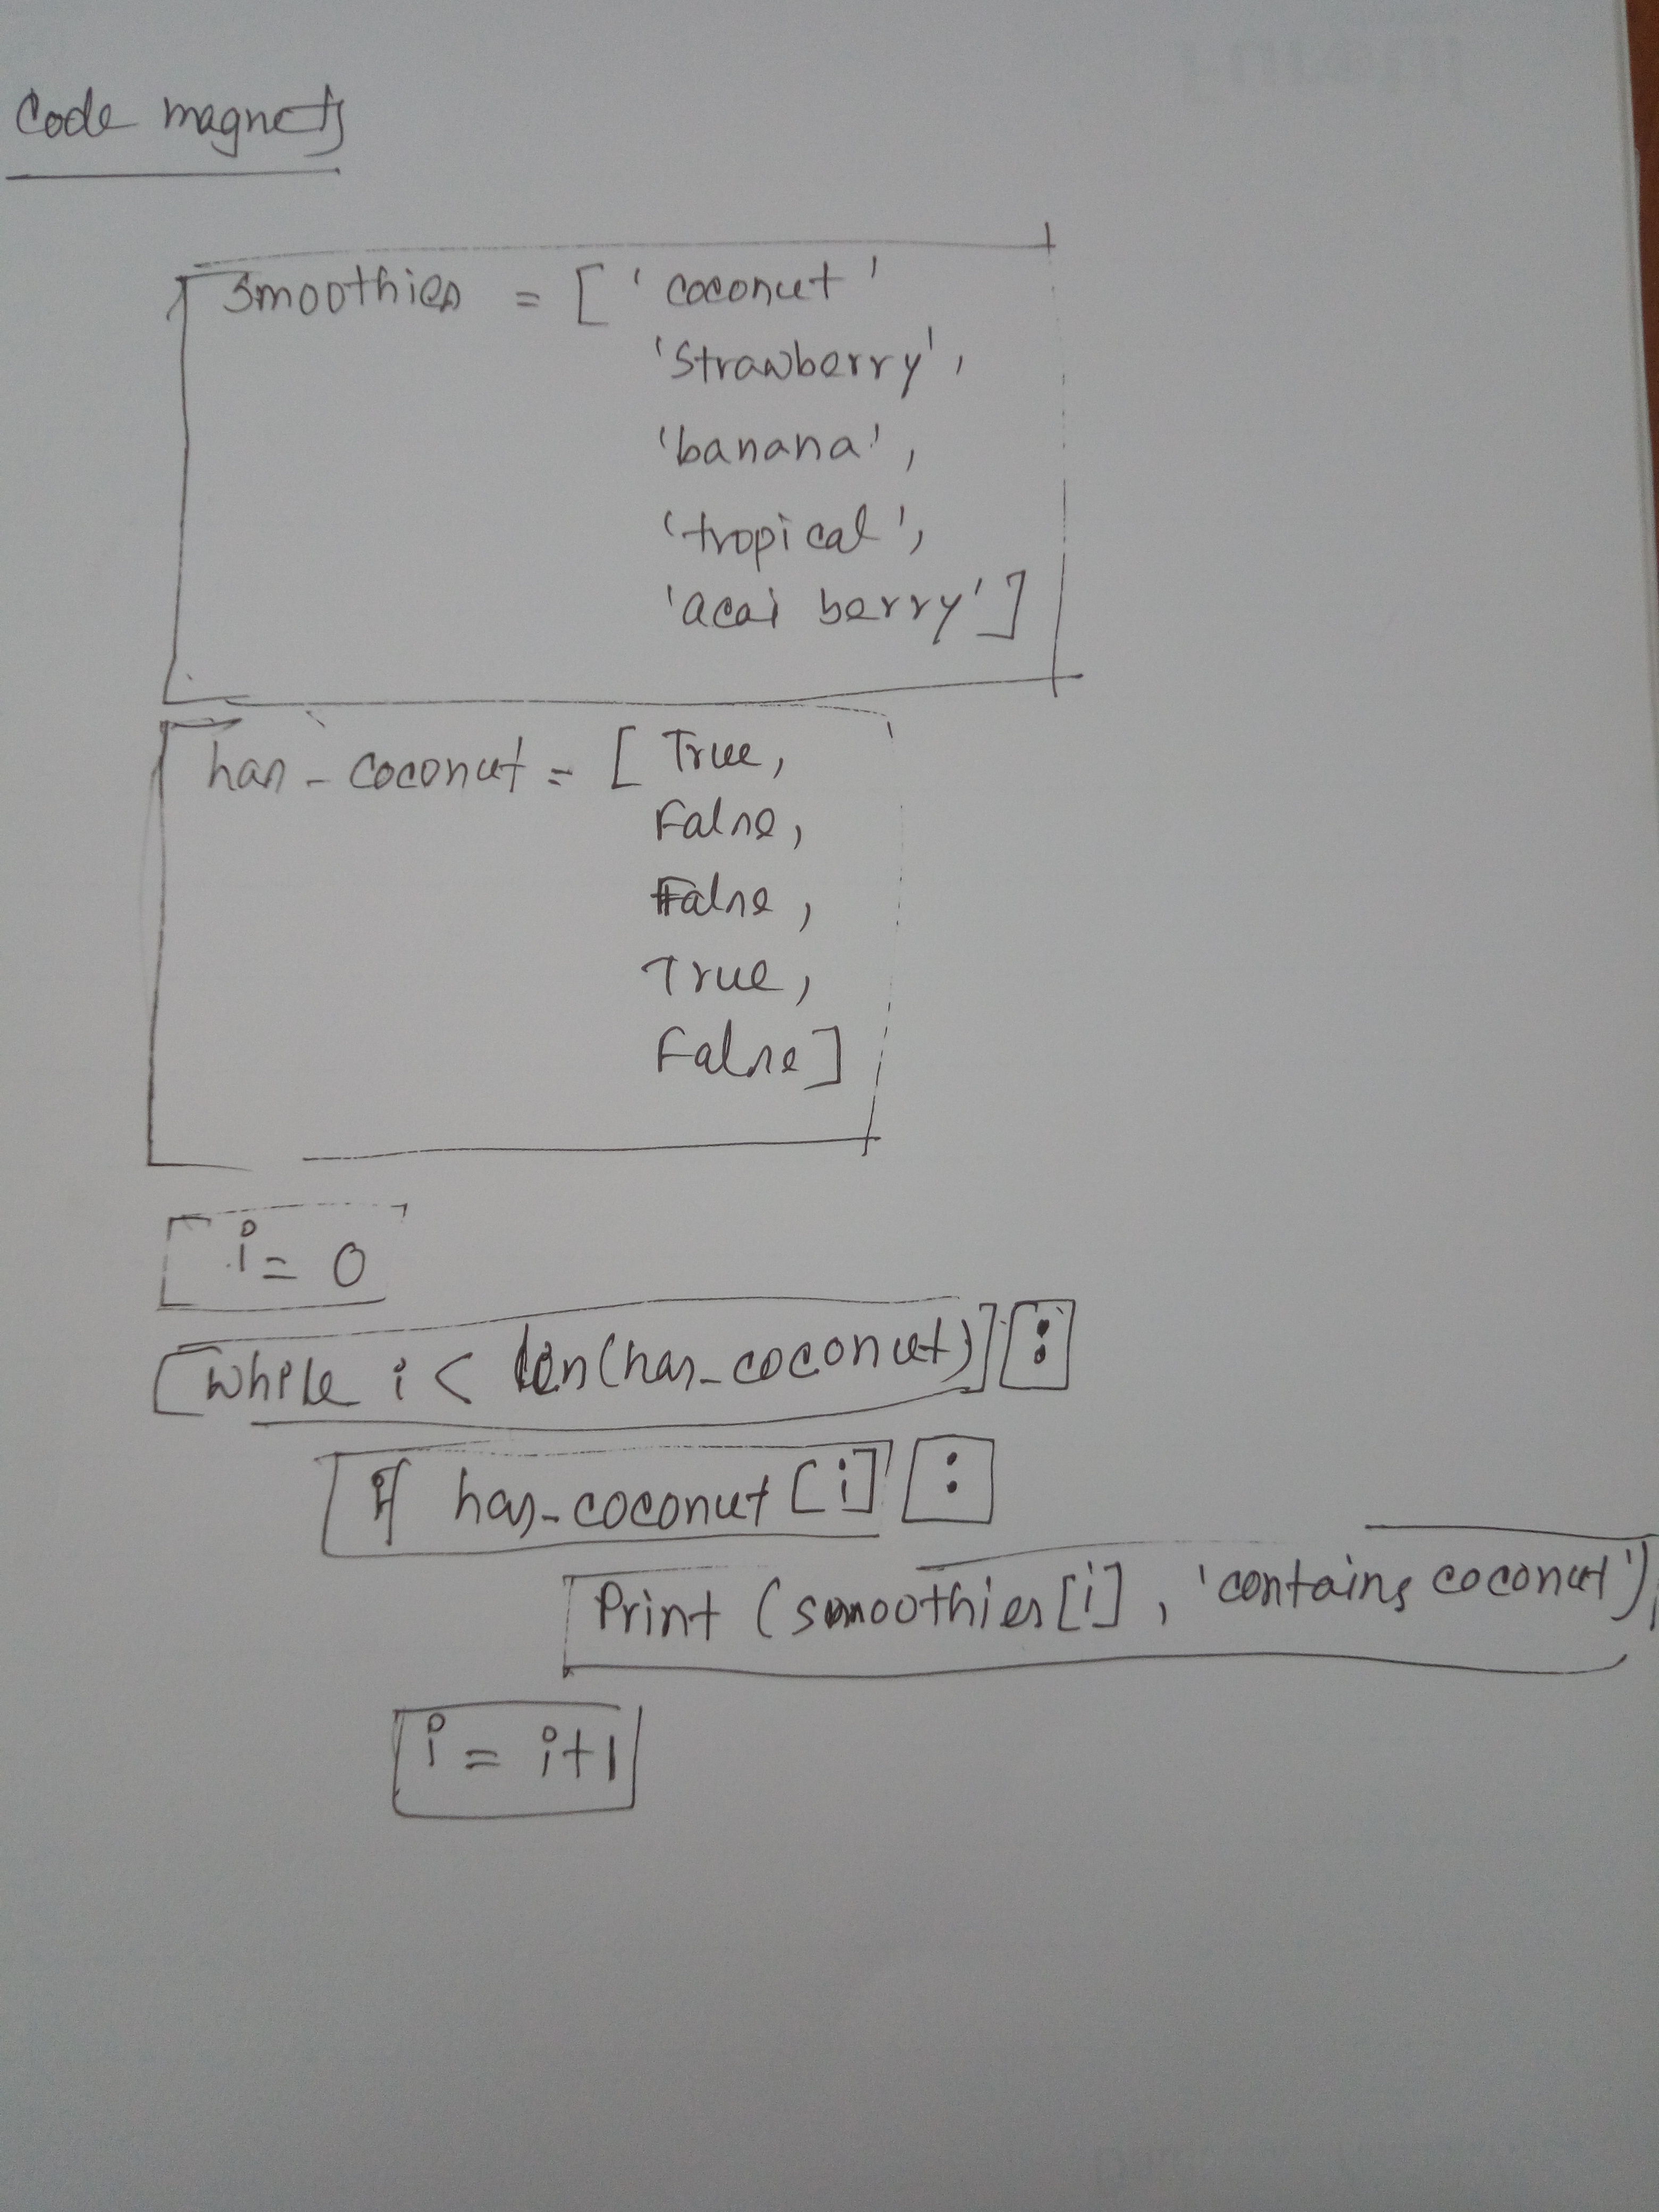 Code magnets
smoothies = ['coconut'
'Strawberry',
'banana',
'tropical',
'acai berry']
has_coconut = [True,
False,
False,
True,
False]
i = 0
while i < len(has_coconut) :
if has_coconut[i] :
Print (smoothies[i], 'contains coconut')
i = i+1